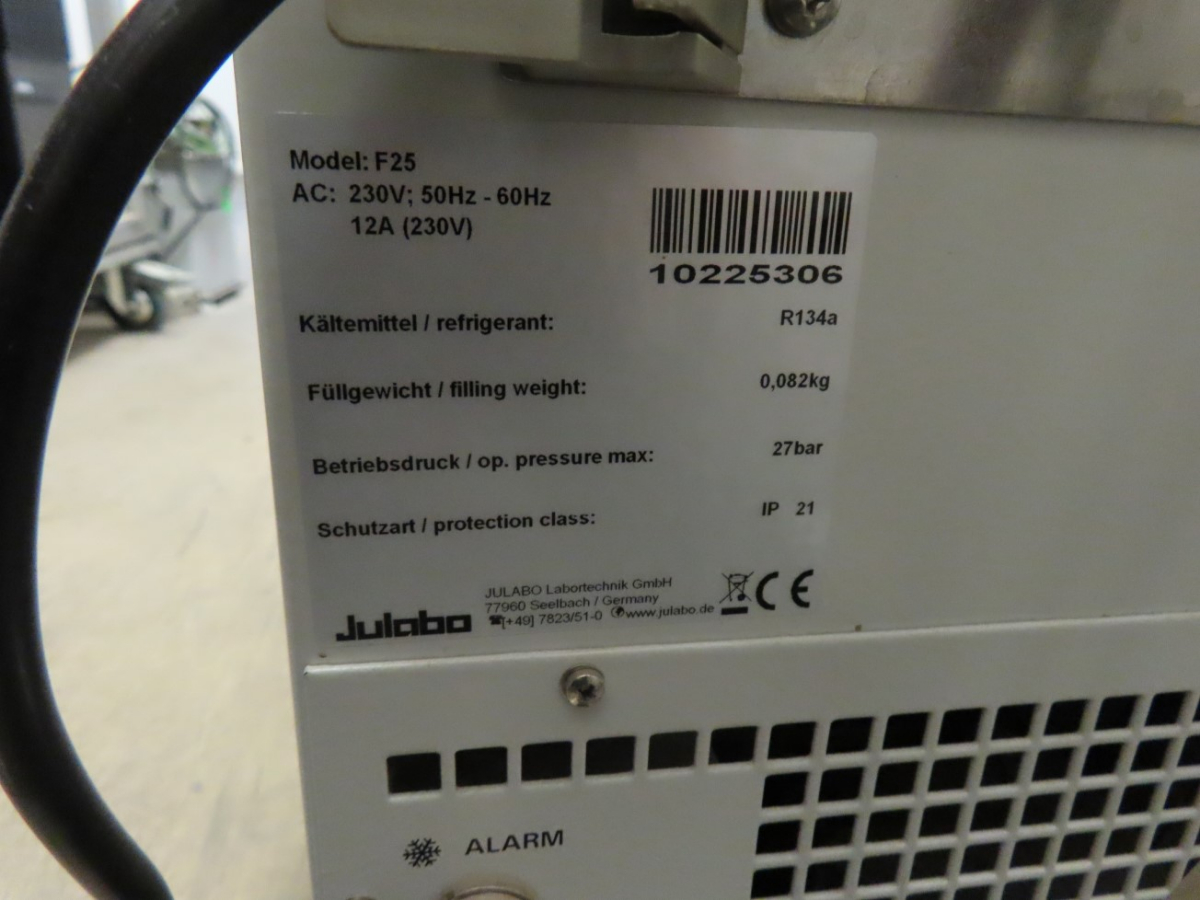 Model: F25
AC: 230V; 50Hz - 60Hz
12A (230V)
10225306
Kältemittel / refrigerant: R134a
Füllgewicht / filling weight: 0,082kg
Betriebsdruck / op. pressure max: 27bar
Schutzart / protection class: IP 21
Julabo
JULABO Labortechnik GmbH
77960 Seelbach / Germany
☎[+49] 7823/51-0 www.julabo.de
CE
ALARM